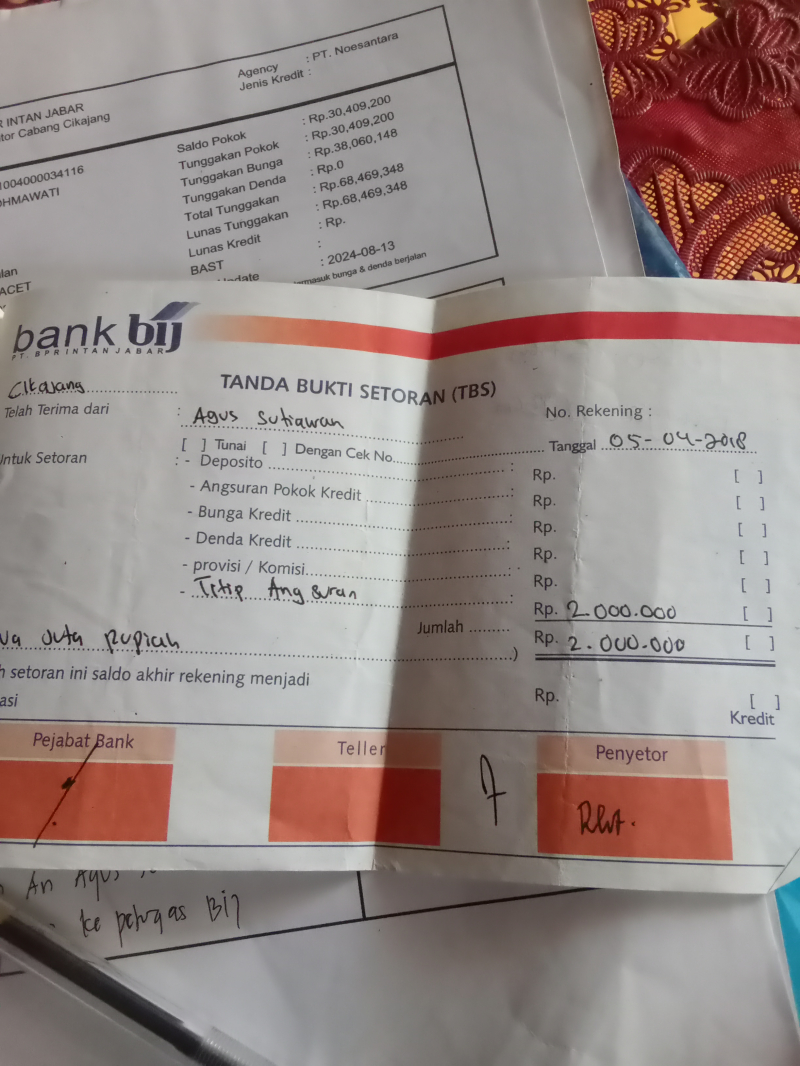 Agency : PT. Noesantara
Jenis Kredit :
R INTAN JABAR
tor Cabang Cikajang
1004000034116
OHMAWATI
Saldo Pokok : Rp.30,409,200
Tunggakan Pokok : Rp.30,409,200
Tunggakan Bunga : Rp.38,060,148
Tunggakan Denda : Rp.0
Total Tunggakan : Rp.68,469,348
Lunas Tunggakan : Rp.68,469,348
Lunas Kredit : Rp.
BAST :
Update : 2024-08-13
termasuk bunga & denda berjalan
lan
ACET
bank bij
PT. BPR INTAN JABAR
Cikajang
TANDA BUKTI SETORAN (TBS)
Telah Terima dari : Agus Sutiawan
No. Rekening :
[ ] Tunai [ ] Dengan Cek No.
Tanggal 05-04-2018
Untuk Setoran : - Deposito : Rp. [ ]
- Angsuran Pokok Kredit : Rp. [ ]
- Bunga Kredit : Rp. [ ]
- Denda Kredit : Rp. [ ]
- provisi / Komisi : Rp. [ ]
- Titip Angsuran : Rp. 2.000.000 [ ]
Jumlah Rp. 2.000.000 [ ]
ua Juta rupiah )
h setoran ini saldo akhir rekening menjadi Rp. [ ]
asi
Kredit
Pejabat Bank
Teller
Penyetor
An Agus
ke petugas Bij